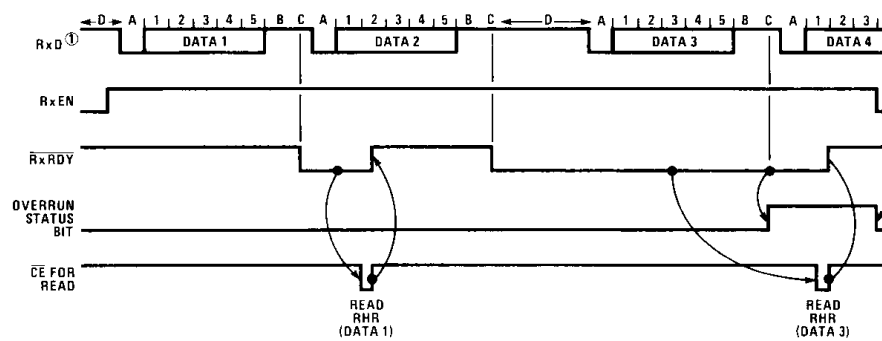 D A 1 2 3 4 5 B C A 1 2 3 4 5 B C D A 1 2 3 4 5 B C A 1 2 3
RxD ① DATA 1 DATA 2 DATA 3 DATA 4
RxEN
RxRDY
OVERRUN
STATUS
BIT
CE FOR
READ
READ
RHR
(DATA 1)
READ
RHR
(DATA 3)